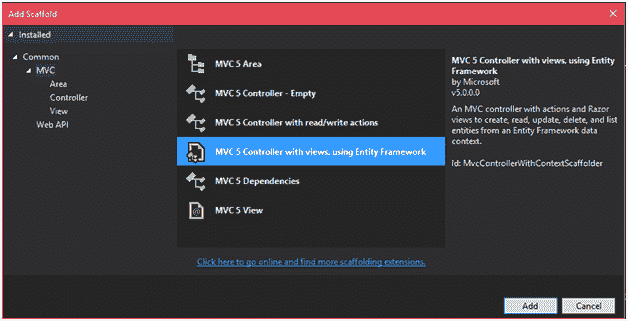 Add Scaffold
Installed
Common
MVC
Area
Controller
View
Web API
MVC 5 Area
MVC 5 Controller - Empty
MVC 5 Controller with read/write actions
MVC 5 Controller with views, using Entity Framework
MVC 5 Dependencies
MVC 5 View
Click here to go online and find more scaffolding extensions.
MVC 5 Controller with views, using Entity
Framework
by Microsoft
v5.0.0.0
An MVC controller with actions and Razor
views to create, read, update, delete, and list
entities from an Entity Framework data
context.
id: MvcControllerWithContextScaffolder
Add
Cancel